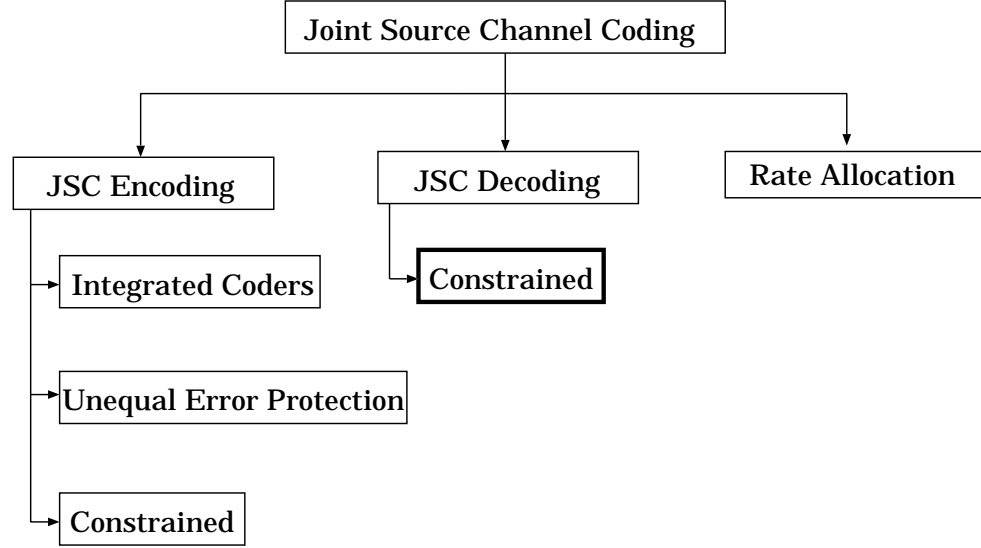 Joint Source Channel Coding
JSC Encoding
JSC Decoding
Rate Allocation
Integrated Coders
Constrained
Unequal Error Protection
Constrained